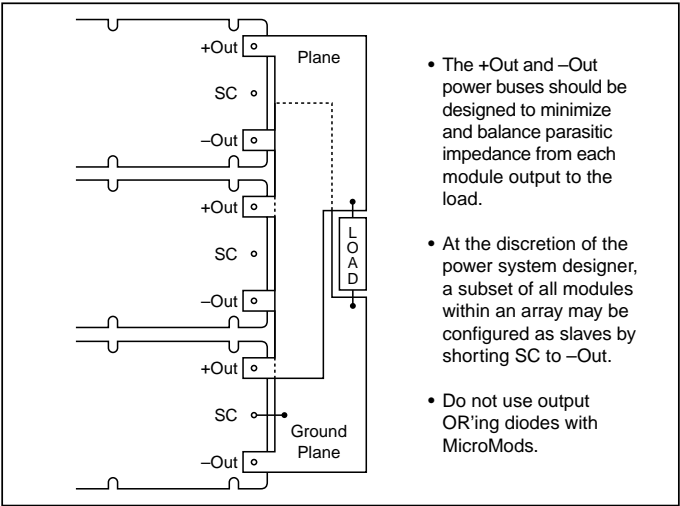 +Out
Plane
SC
–Out
+Out
SC
–Out
+Out
SC
Ground
Plane
–Out
LOAD
• The +Out and –Out
power buses should be
designed to minimize
and balance parasitic
impedance from each
module output to the
load.
• At the discretion of the
power system designer,
a subset of all modules
within an array may be
configured as slaves by
shorting SC to –Out.
• Do not use output
OR'ing diodes with
MicroMods.